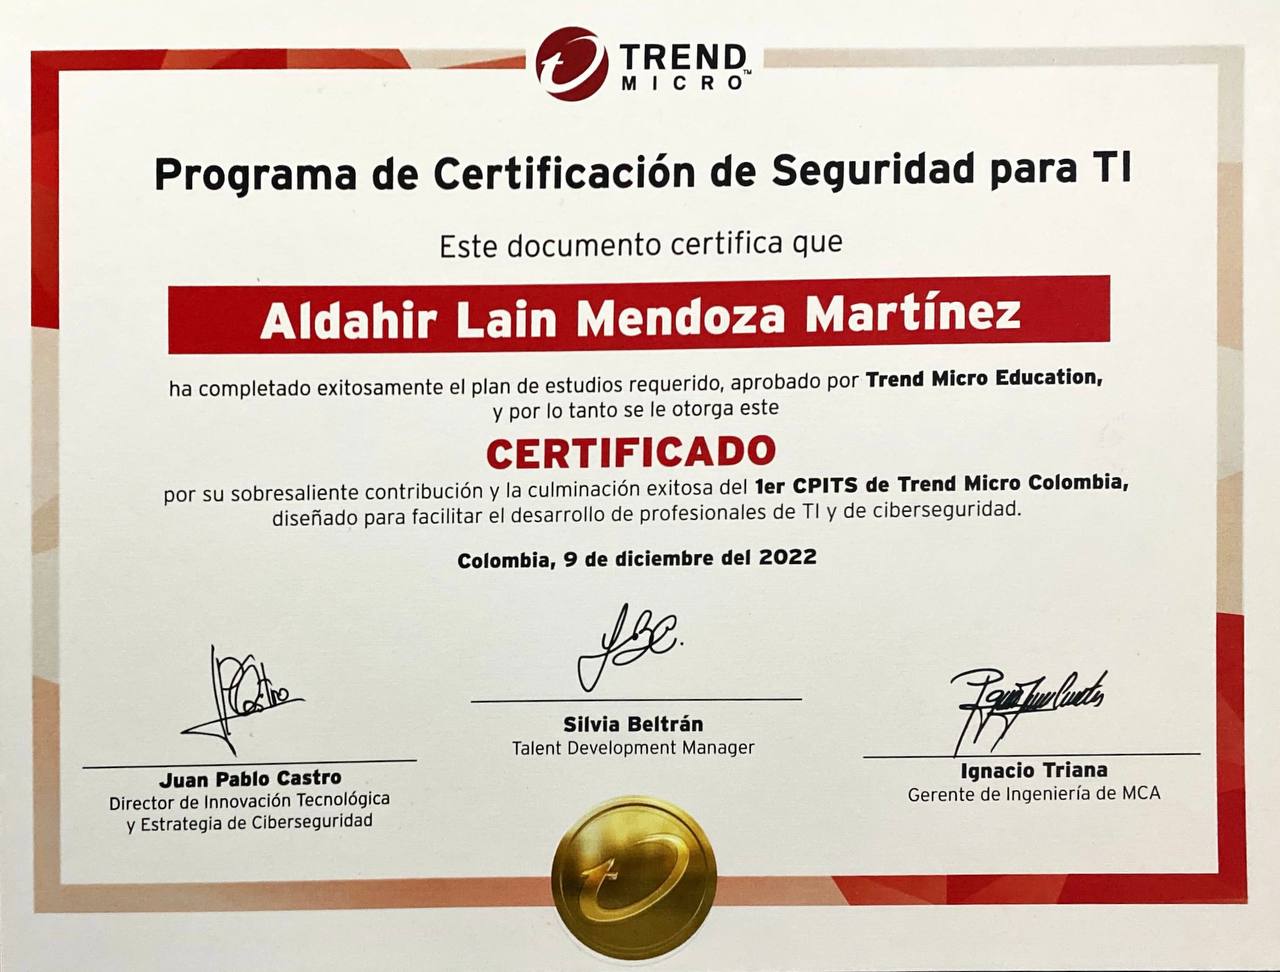 TREND
MICRO™
Programa de Certificación de Seguridad para TI
Este documento certifica que
Aldahir Lain Mendoza Martínez
ha completado exitosamente el plan de estudios requerido, aprobado por Trend Micro Education,
y por lo tanto se le otorga este
CERTIFICADO
por su sobresaliente contribución y la culminación exitosa del 1er CPITS de Trend Micro Colombia,
diseñado para facilitar el desarrollo de profesionales de TI y de ciberseguridad.
Colombia, 9 de diciembre del 2022
Silvia Beltrán
Talent Development Manager
Juan Pablo Castro
Director de Innovación Tecnológica
y Estrategia de Ciberseguridad
Ignacio Triana
Gerente de Ingeniería de MCA